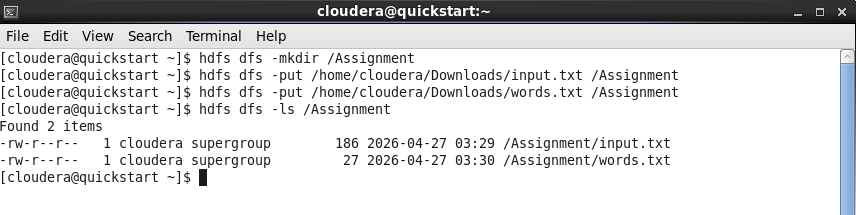 cloudera@quickstart:~
File Edit View Search Terminal Help
[cloudera@quickstart ~]$ hdfs dfs -mkdir /Assignment
[cloudera@quickstart ~]$ hdfs dfs -put /home/cloudera/Downloads/input.txt /Assignment
[cloudera@quickstart ~]$ hdfs dfs -put /home/cloudera/Downloads/words.txt /Assignment
[cloudera@quickstart ~]$ hdfs dfs -ls /Assignment
Found 2 items
-rw-r--r--   1 cloudera supergroup        186 2026-04-27 03:29 /Assignment/input.txt
-rw-r--r--   1 cloudera supergroup         27 2026-04-27 03:30 /Assignment/words.txt
[cloudera@quickstart ~]$